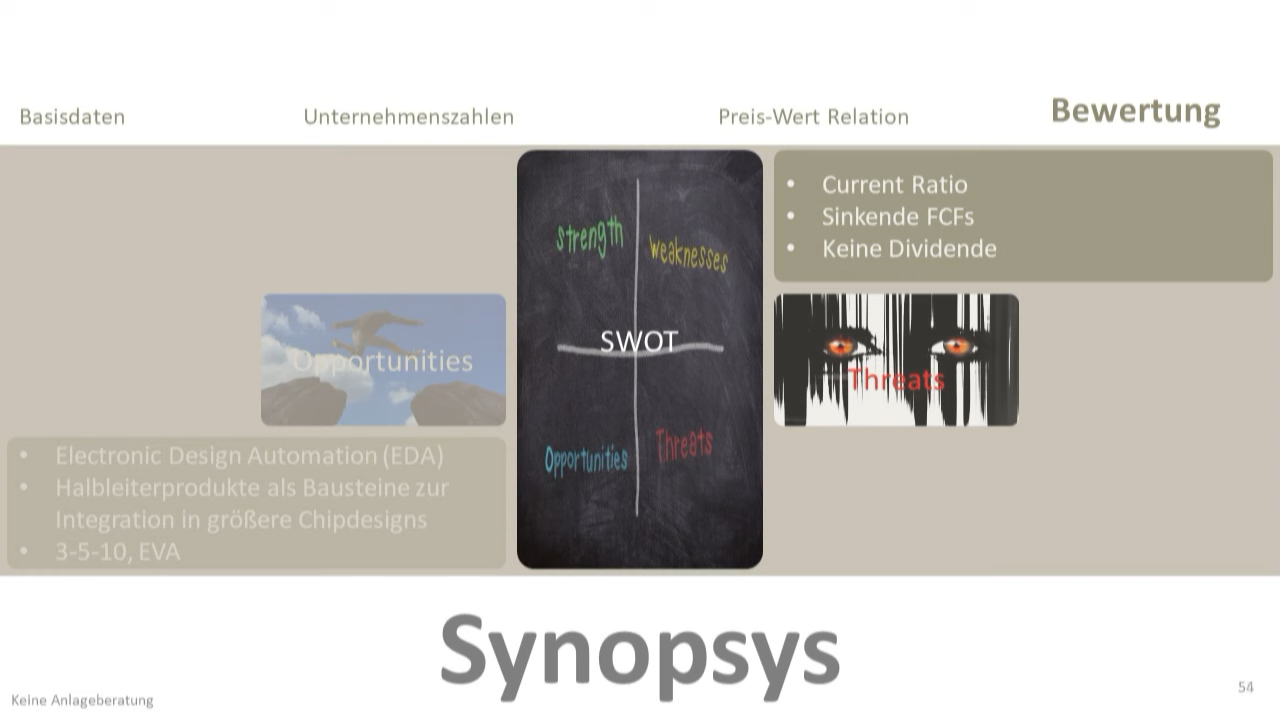 Basisdaten
Unternehmenszahlen
Preis-Wert Relation
Bewertung
• Current Ratio
• Sinkende FCFs
• Keine Dividende
strength
weaknesses
SWOT
Opportunities
Threats
Opportunities
Threats
• Electronic Design Automation (EDA)
• Halbleiterprodukte als Bausteine zur
Integration in größere Chipdesigns
• 3-5-10, EVA
Synopsys
Keine Anlageberatung
54